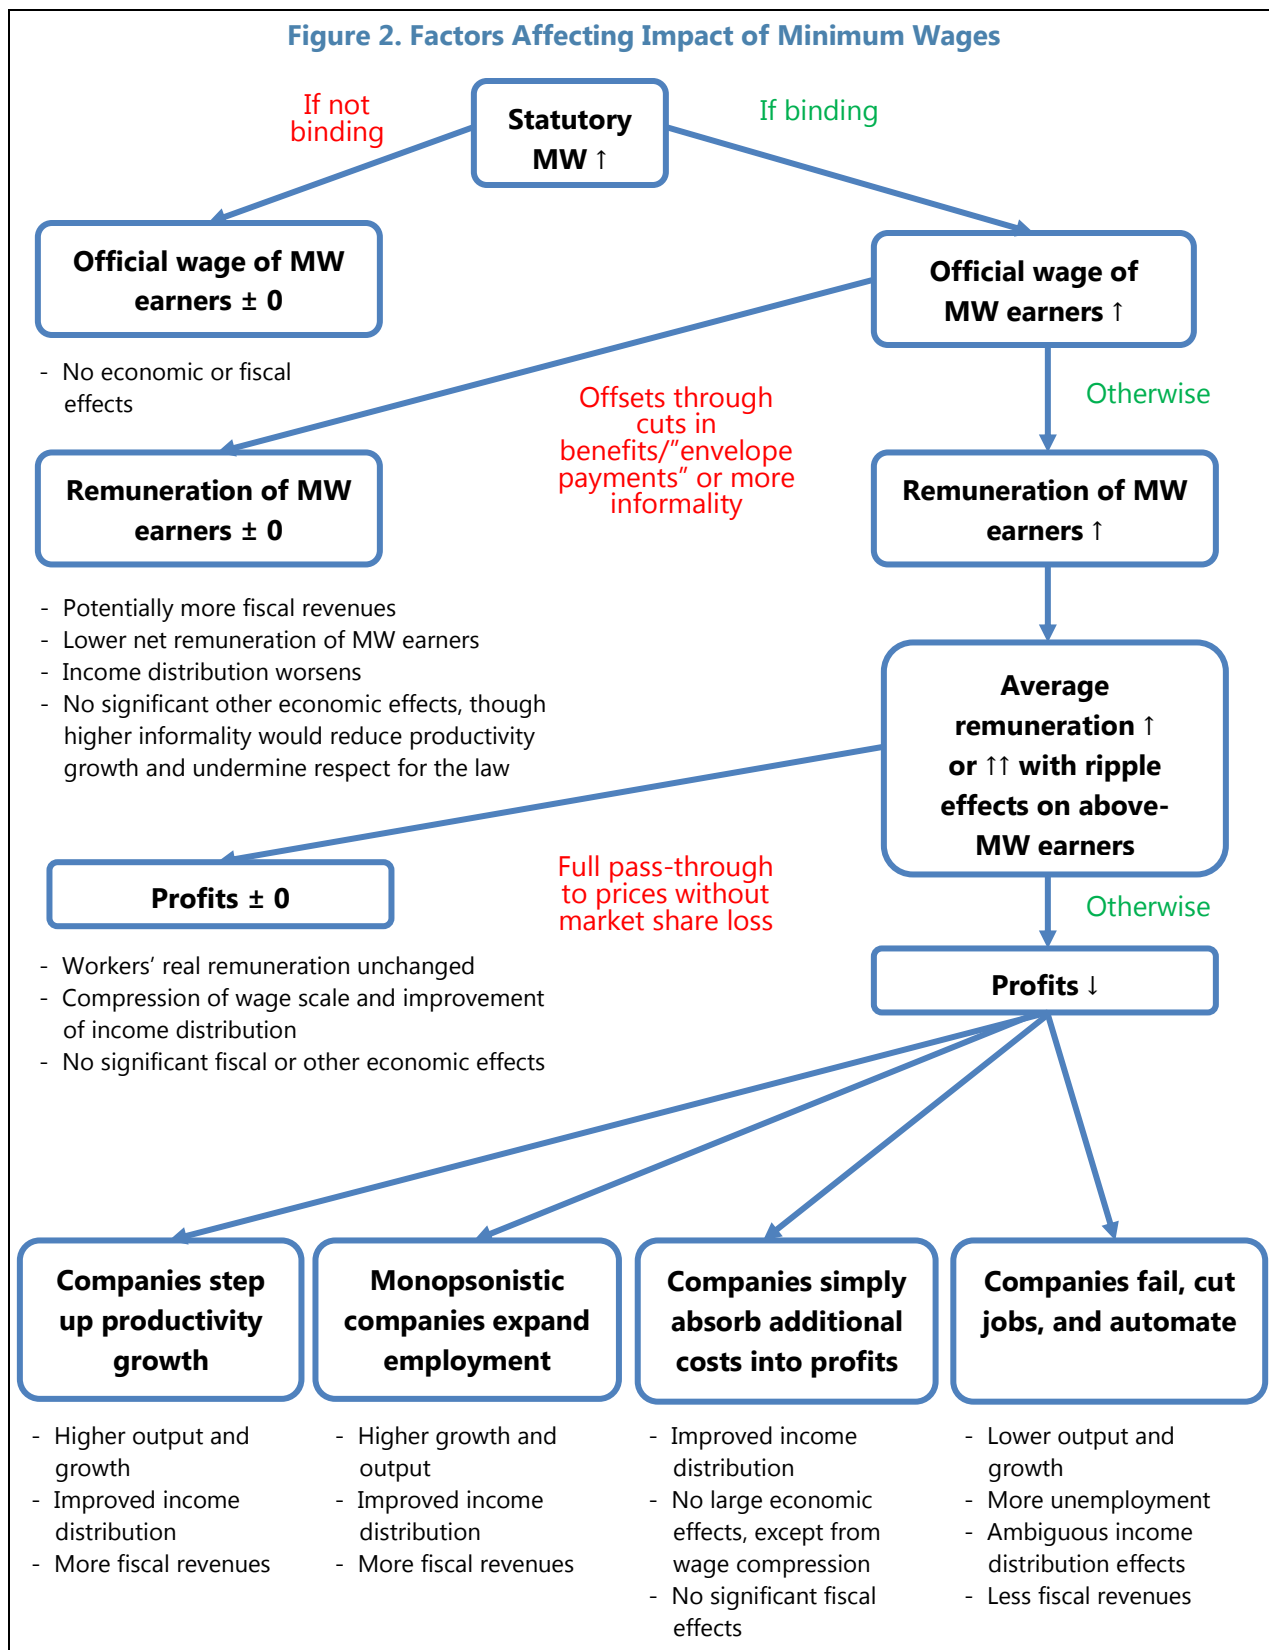 Figure 2. Factors Affecting Impact of Minimum Wages
If not
binding
Statutory
MW ↑
If binding
Official wage of MW
earners ± 0
Official wage of
MW earners ↑
- No economic or fiscal
effects
Offsets through
cuts in
benefits/"envelope
payments" or more
informality
Otherwise
Remuneration of MW
earners ± 0
Remuneration of MW
earners ↑
- Potentially more fiscal revenues
- Lower net remuneration of MW earners
- Income distribution worsens
- No significant other economic effects, though
higher informality would reduce productivity
growth and undermine respect for the law
Average
remuneration ↑
or ↑↑ with ripple
effects on above-
MW earners
Profits ± 0
Full pass-through
to prices without
market share loss
Otherwise
- Workers’ real remuneration unchanged
- Compression of wage scale and improvement
of income distribution
- No significant fiscal or other economic effects
Profits ↓
Companies step
up productivity
growth
Monopsonistic
companies expand
employment
Companies simply
absorb additional
costs into profits
Companies fail, cut
jobs, and automate
- Higher output and
growth
- Improved income
distribution
- More fiscal revenues
- Higher growth and
output
- Improved income
distribution
- More fiscal revenues
- Improved income
distribution
- No large economic
effects, except from
wage compression
- No significant fiscal
effects
- Lower output and
growth
- More unemployment
- Ambiguous income
distribution effects
- Less fiscal revenues